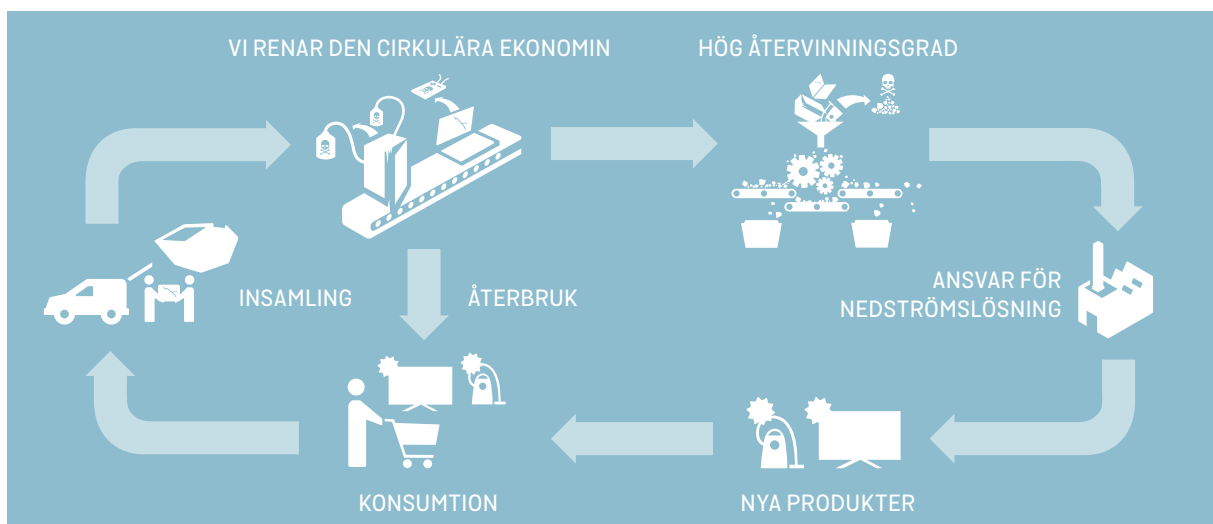 VI RENAR DEN CIRKULÄRA EKONOMIN
HÖG ÅTERVINNINGSGRAD
INSAMLING
ÅTERBRUK
ANSVAR FÖR
NEDSTRÖMSLÖSNING
KONSUMTION
NYA PRODUKTER